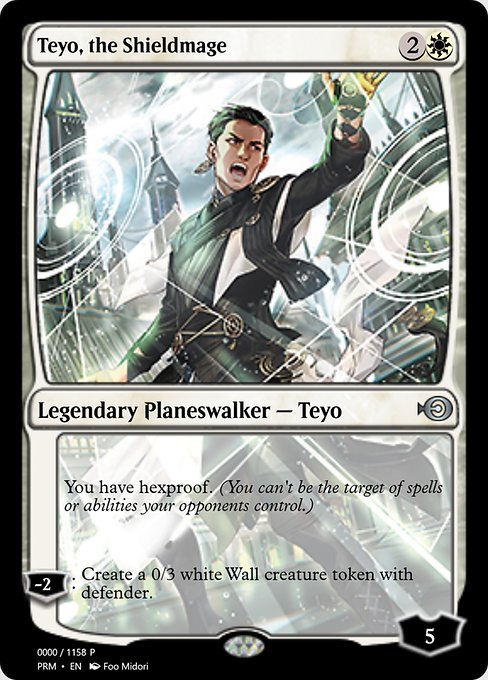 Teyo, the Shieldmage 2
Legendary Planeswalker — Teyo
You have hexproof. (You can't be the target of spells
or abilities your opponents control.)
-2 : Create a 0/3 white Wall creature token with
defender.
5
0000 / 1158 P
PRM • EN Foo Midori